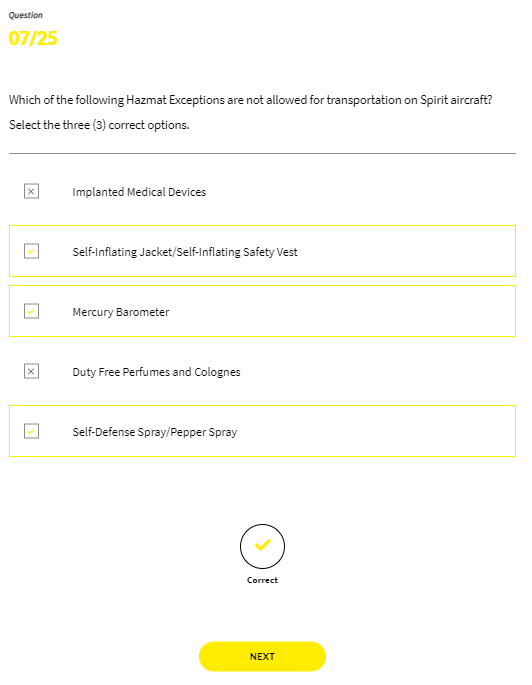 Question
07/25
Which of the following Hazmat Exceptions are not allowed for transportation on Spirit aircraft?
Select the three (3) correct options.
Implanted Medical Devices
Self-Inflating Jacket/Self-Inflating Safety Vest
Mercury Barometer
Duty Free Perfumes and Colognes
Self-Defense Spray/Pepper Spray
Correct
NEXT